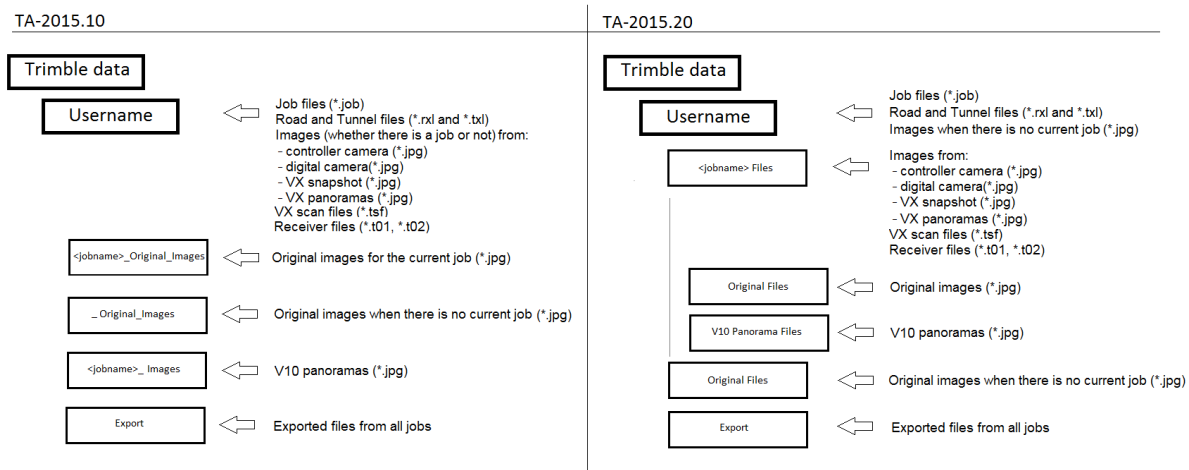 TA-2015.10
Trimble data
Username
Job files (*.job)
Road and Tunnel files (*.rxl and *.txl)
Images (whether there is a job or not) from:
- controller camera (*.jpg)
- digital camera(*.jpg)
- VX snapshot (*.jpg)
- VX panoramas (*.jpg)
VX scan files (*.tsf)
Receiver files (*.t01, *.t02)
<jobname>_Original_Images
Original images for the current job (*.jpg)
_ Original_Images
Original images when there is no current job (*.jpg)
<jobname>_ Images
V10 panoramas (*.jpg)
Export
Exported files from all jobs
TA-2015.20
Trimble data
Username
Job files (*.job)
Road and Tunnel files (*.rxl and *.txl)
Images when there is no current job (*.jpg)
<jobname> Files
Images from:
- controller camera (*.jpg)
- digital camera(*.jpg)
- VX snapshot (*.jpg)
- VX panoramas (*.jpg)
VX scan files (*.tsf)
Receiver files (*.t01, *.t02)
Original Files
Original images (*.jpg)
V10 Panorama Files
V10 panoramas (*.jpg)
Original Files
Original images when there is no current job (*.jpg)
Export
Exported files from all jobs